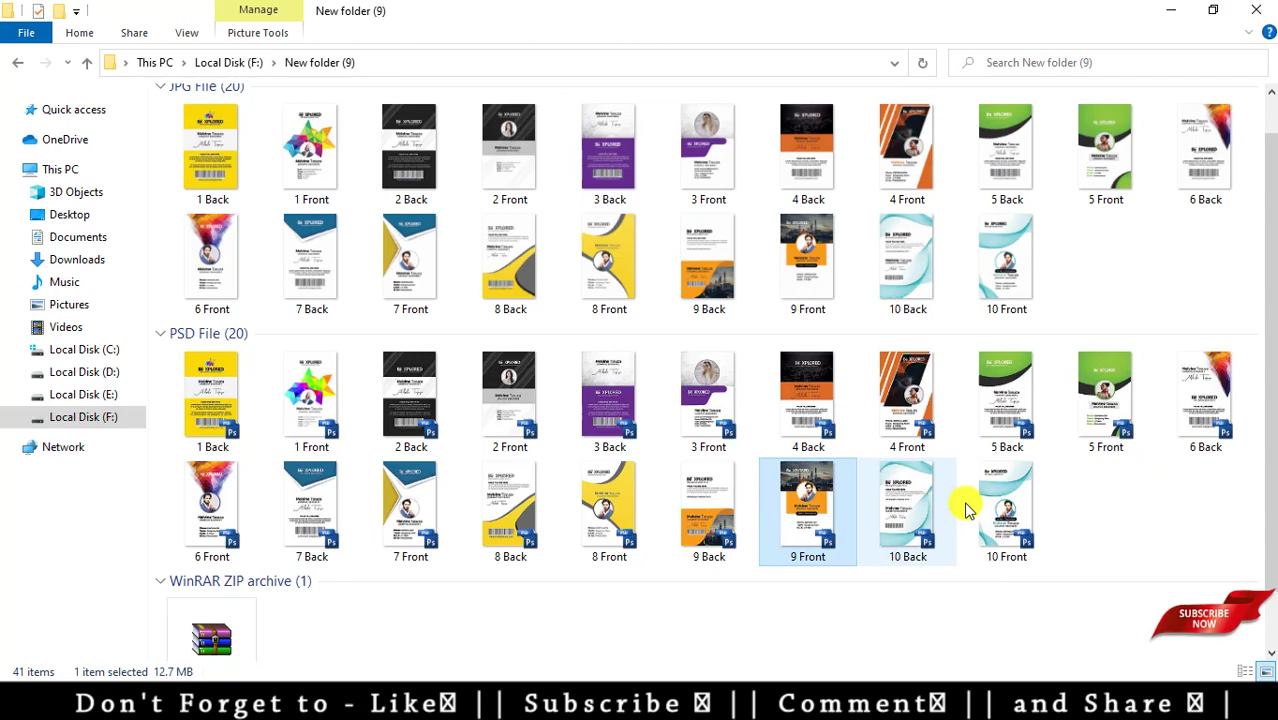 Manage
New folder (9)
File
Home
Share
View
Picture Tools
This PC
Local Disk (F:)
New folder (9)
Search New folder (9)
Quick access
OneDrive
This PC
3D Objects
Desktop
Documents
Downloads
Music
Pictures
Videos
Local Disk (C:)
Local Disk
Local Disk
Local Disk
Network
JPG File (20)
1 Back
1 Front
2 Back
2 Front
3 Back
3 Front
4 Back
4 Front
5 Back
5 Front
6 Back
6 Front
7 Back
7 Front
8 Back
8 Front
9 Back
9 Front
10 Back
10 Front
PSD File (20)
1 Back
1 Front
2 Back
2 Front
3 Back
3 Front
4 Back
4 Front
5 Back
5 Front
6 Back
6 Front
7 Back
7 Front
8 Back
8 Front
9 Back
9 Front
10 Back
10 Front
WinRAR ZIP archive (1)
SUBSCRIBE
NOW
41 items 1 item selected 12.7 MB
Don't Forget to - Like || Subscribe || Comment || and Share |